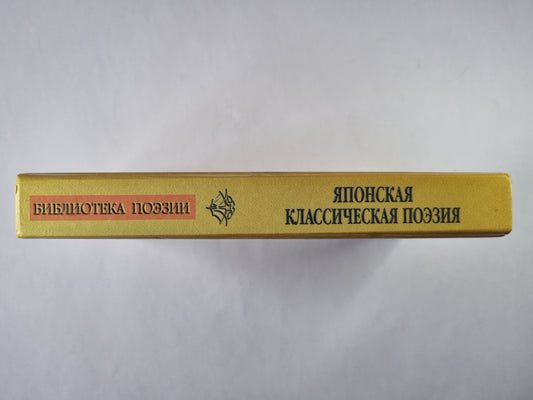 БИБЛИОТЕКА ПОЭЗИИ
ЯПОНСКАЯ
КЛАССИЧЕСКАЯ ПОЭЗИЯ